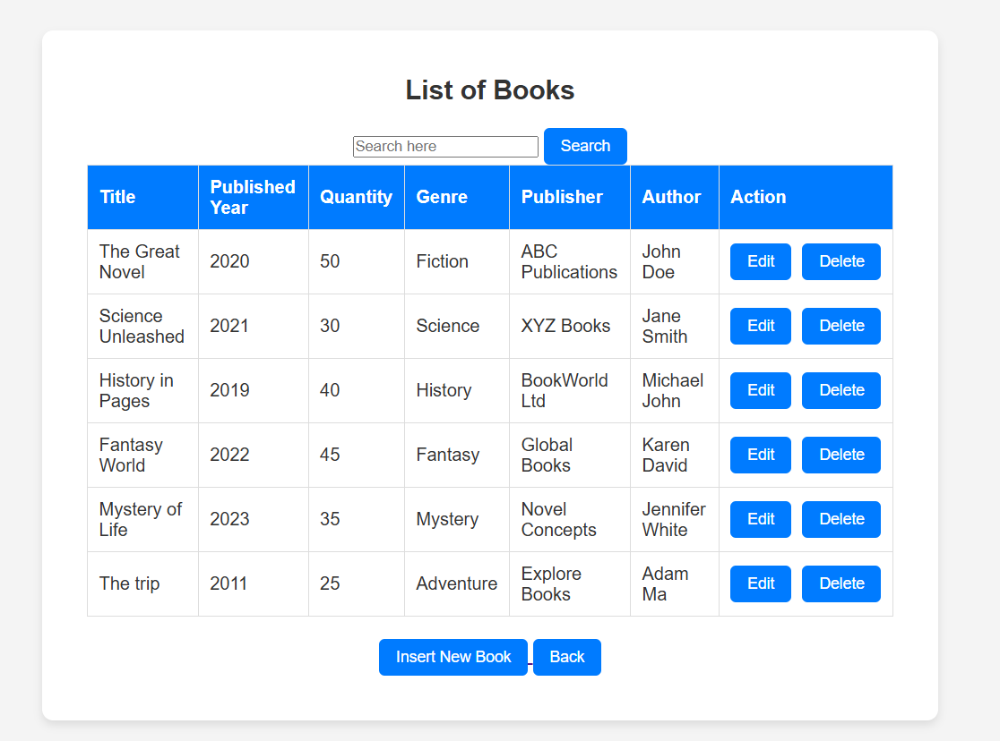 List of Books
Search here Search
Title Published Year Quantity Genre Publisher Author Action
The Great Novel 2020 50 Fiction ABC Publications John Doe Edit Delete
Science Unleashed 2021 30 Science XYZ Books Jane Smith Edit Delete
History in Pages 2019 40 History BookWorld Ltd Michael John Edit Delete
Fantasy World 2022 45 Fantasy Global Books Karen David Edit Delete
Mystery of Life 2023 35 Mystery Novel Concepts Jennifer White Edit Delete
The trip 2011 25 Adventure Explore Books Adam Ma Edit Delete
Insert New Book Back